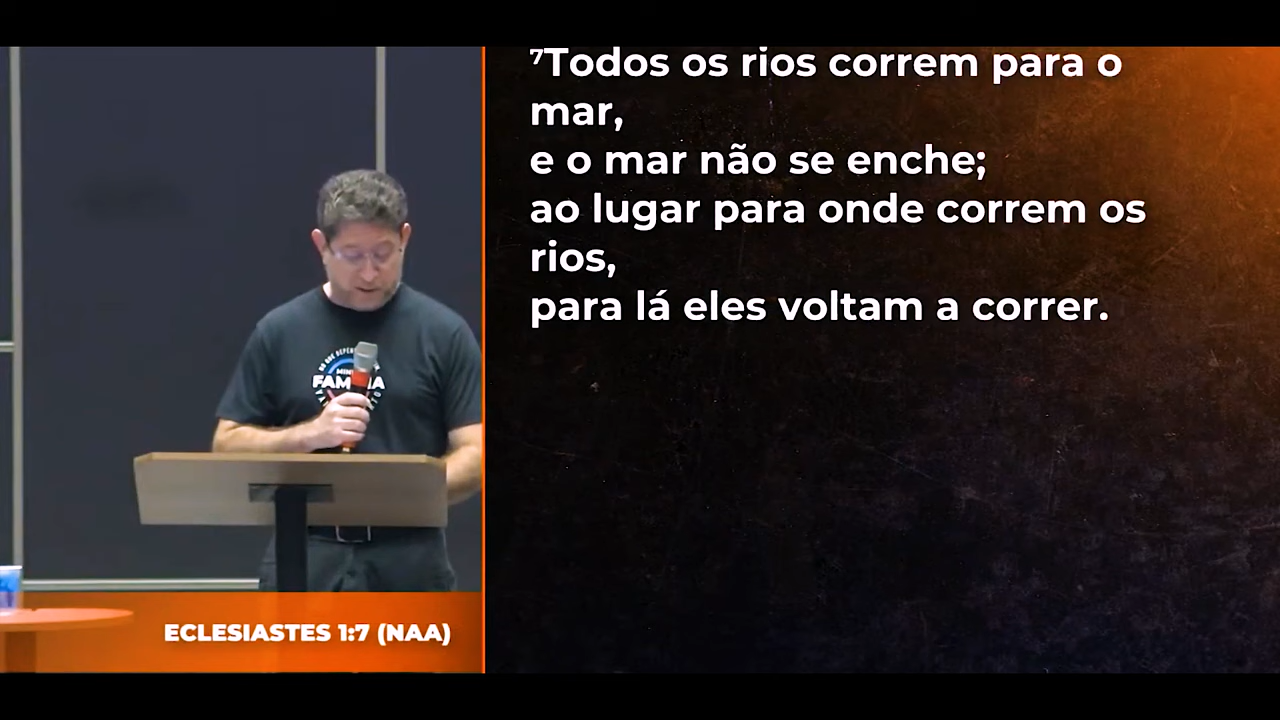 ⁷Todos os rios correm para o
mar,
e o mar não se enche;
ao lugar para onde correm os
rios,
para lá eles voltam a correr.
ECLESIASTES 1:7 (NAA)